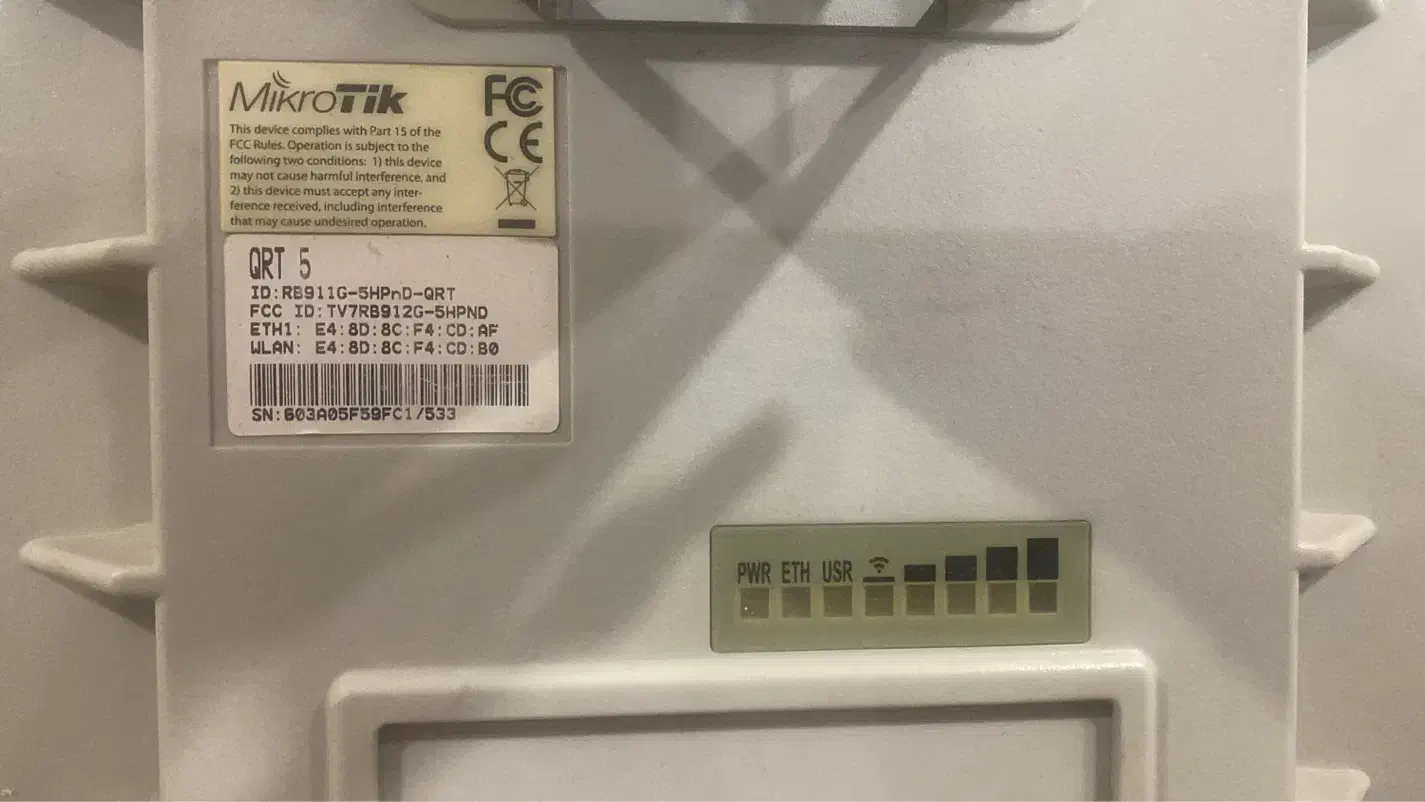 MikroTik
FC
CE
This device complies with Part 15 of the
FCC Rules. Operation is subject to the
following two conditions: 1) this device
may not cause harmful interference, and
2) this device must accept any inter-
ference received, including interference
that may cause undesired operation.
QRT 5
ID:RB911G-5HPnD-QRT
FCC ID:TV7RB912G-5HPND
ETH1: E4:8D:8C:F4:CD:AF
WLAN: E4:8D:8C:F4:CD:B0
SN:603A05F59FC1/533
PWR ETH USR